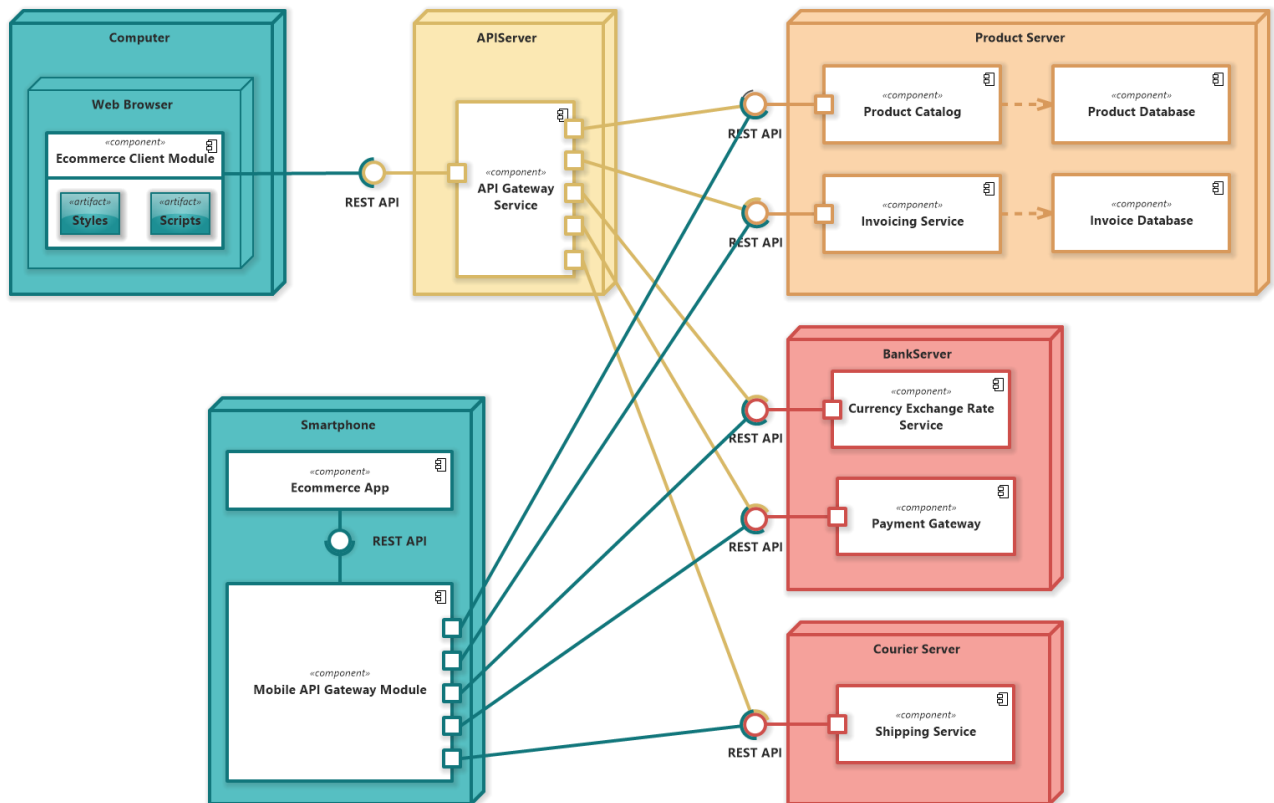 Computer
Web Browser
«component»
Ecommerce Client Module
«artifact»
Styles
«artifact»
Scripts
REST API
APIServer
«component»
API Gateway
Service
Product Server
REST API
«component»
Product Catalog
«component»
Product Database
REST API
«component»
Invoicing Service
«component»
Invoice Database
BankServer
REST API
«component»
Currency Exchange Rate
Service
REST API
«component»
Payment Gateway
Smartphone
«component»
Ecommerce App
REST API
«component»
Mobile API Gateway Module
Courier Server
REST API
«component»
Shipping Service